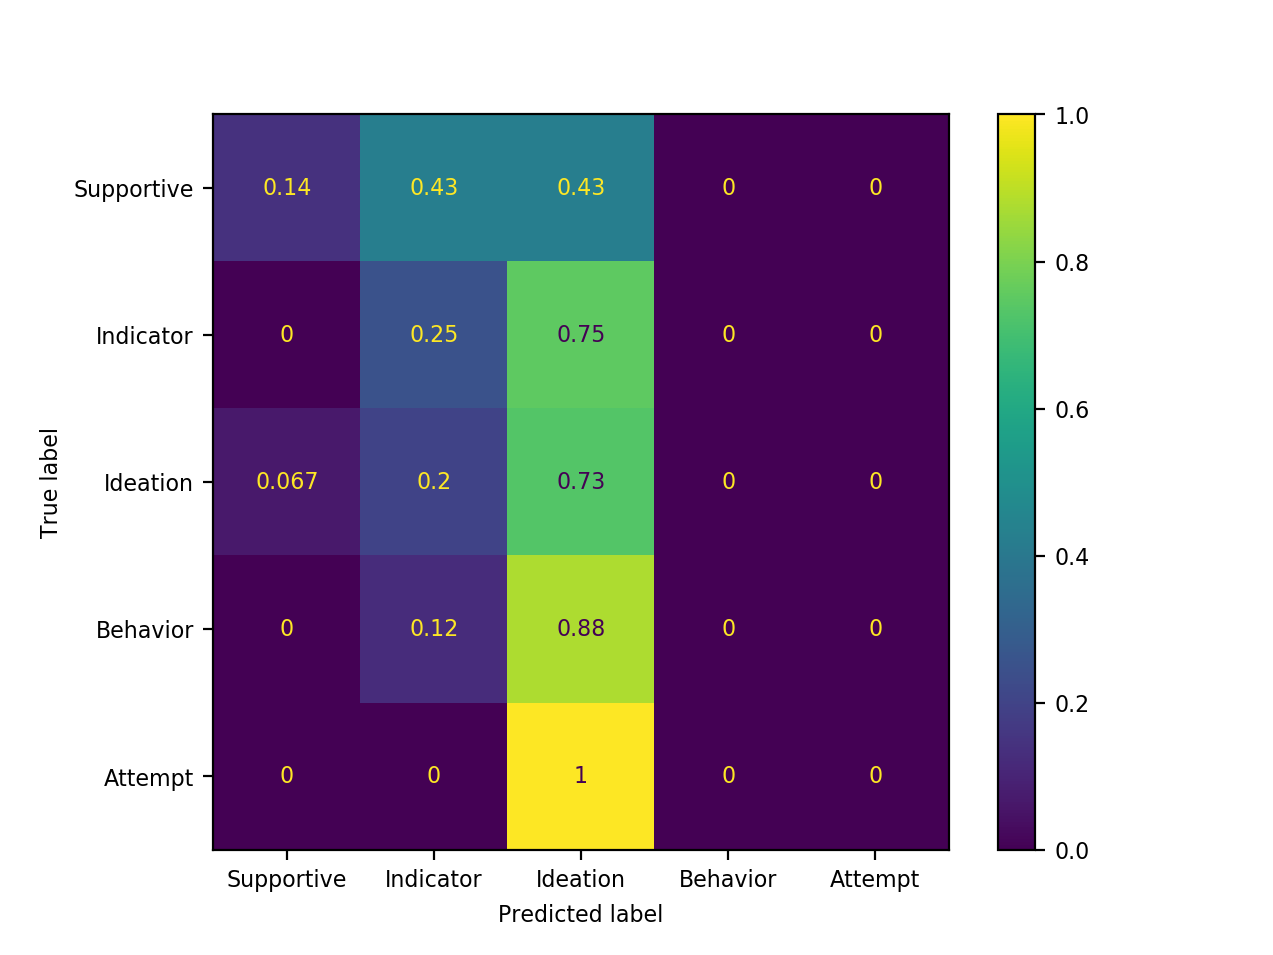 Supportive 0.14 0.43 0.43 0 0
Indicator 0 0.25 0.75 0 0
Ideation 0.067 0.2 0.73 0 0
Behavior 0 0.12 0.88 0 0
Attempt 0 0 1 0 0
Supportive Indicator Ideation Behavior Attempt
Predicted label
True label
1.0
0.8
0.6
0.4
0.2
0.0